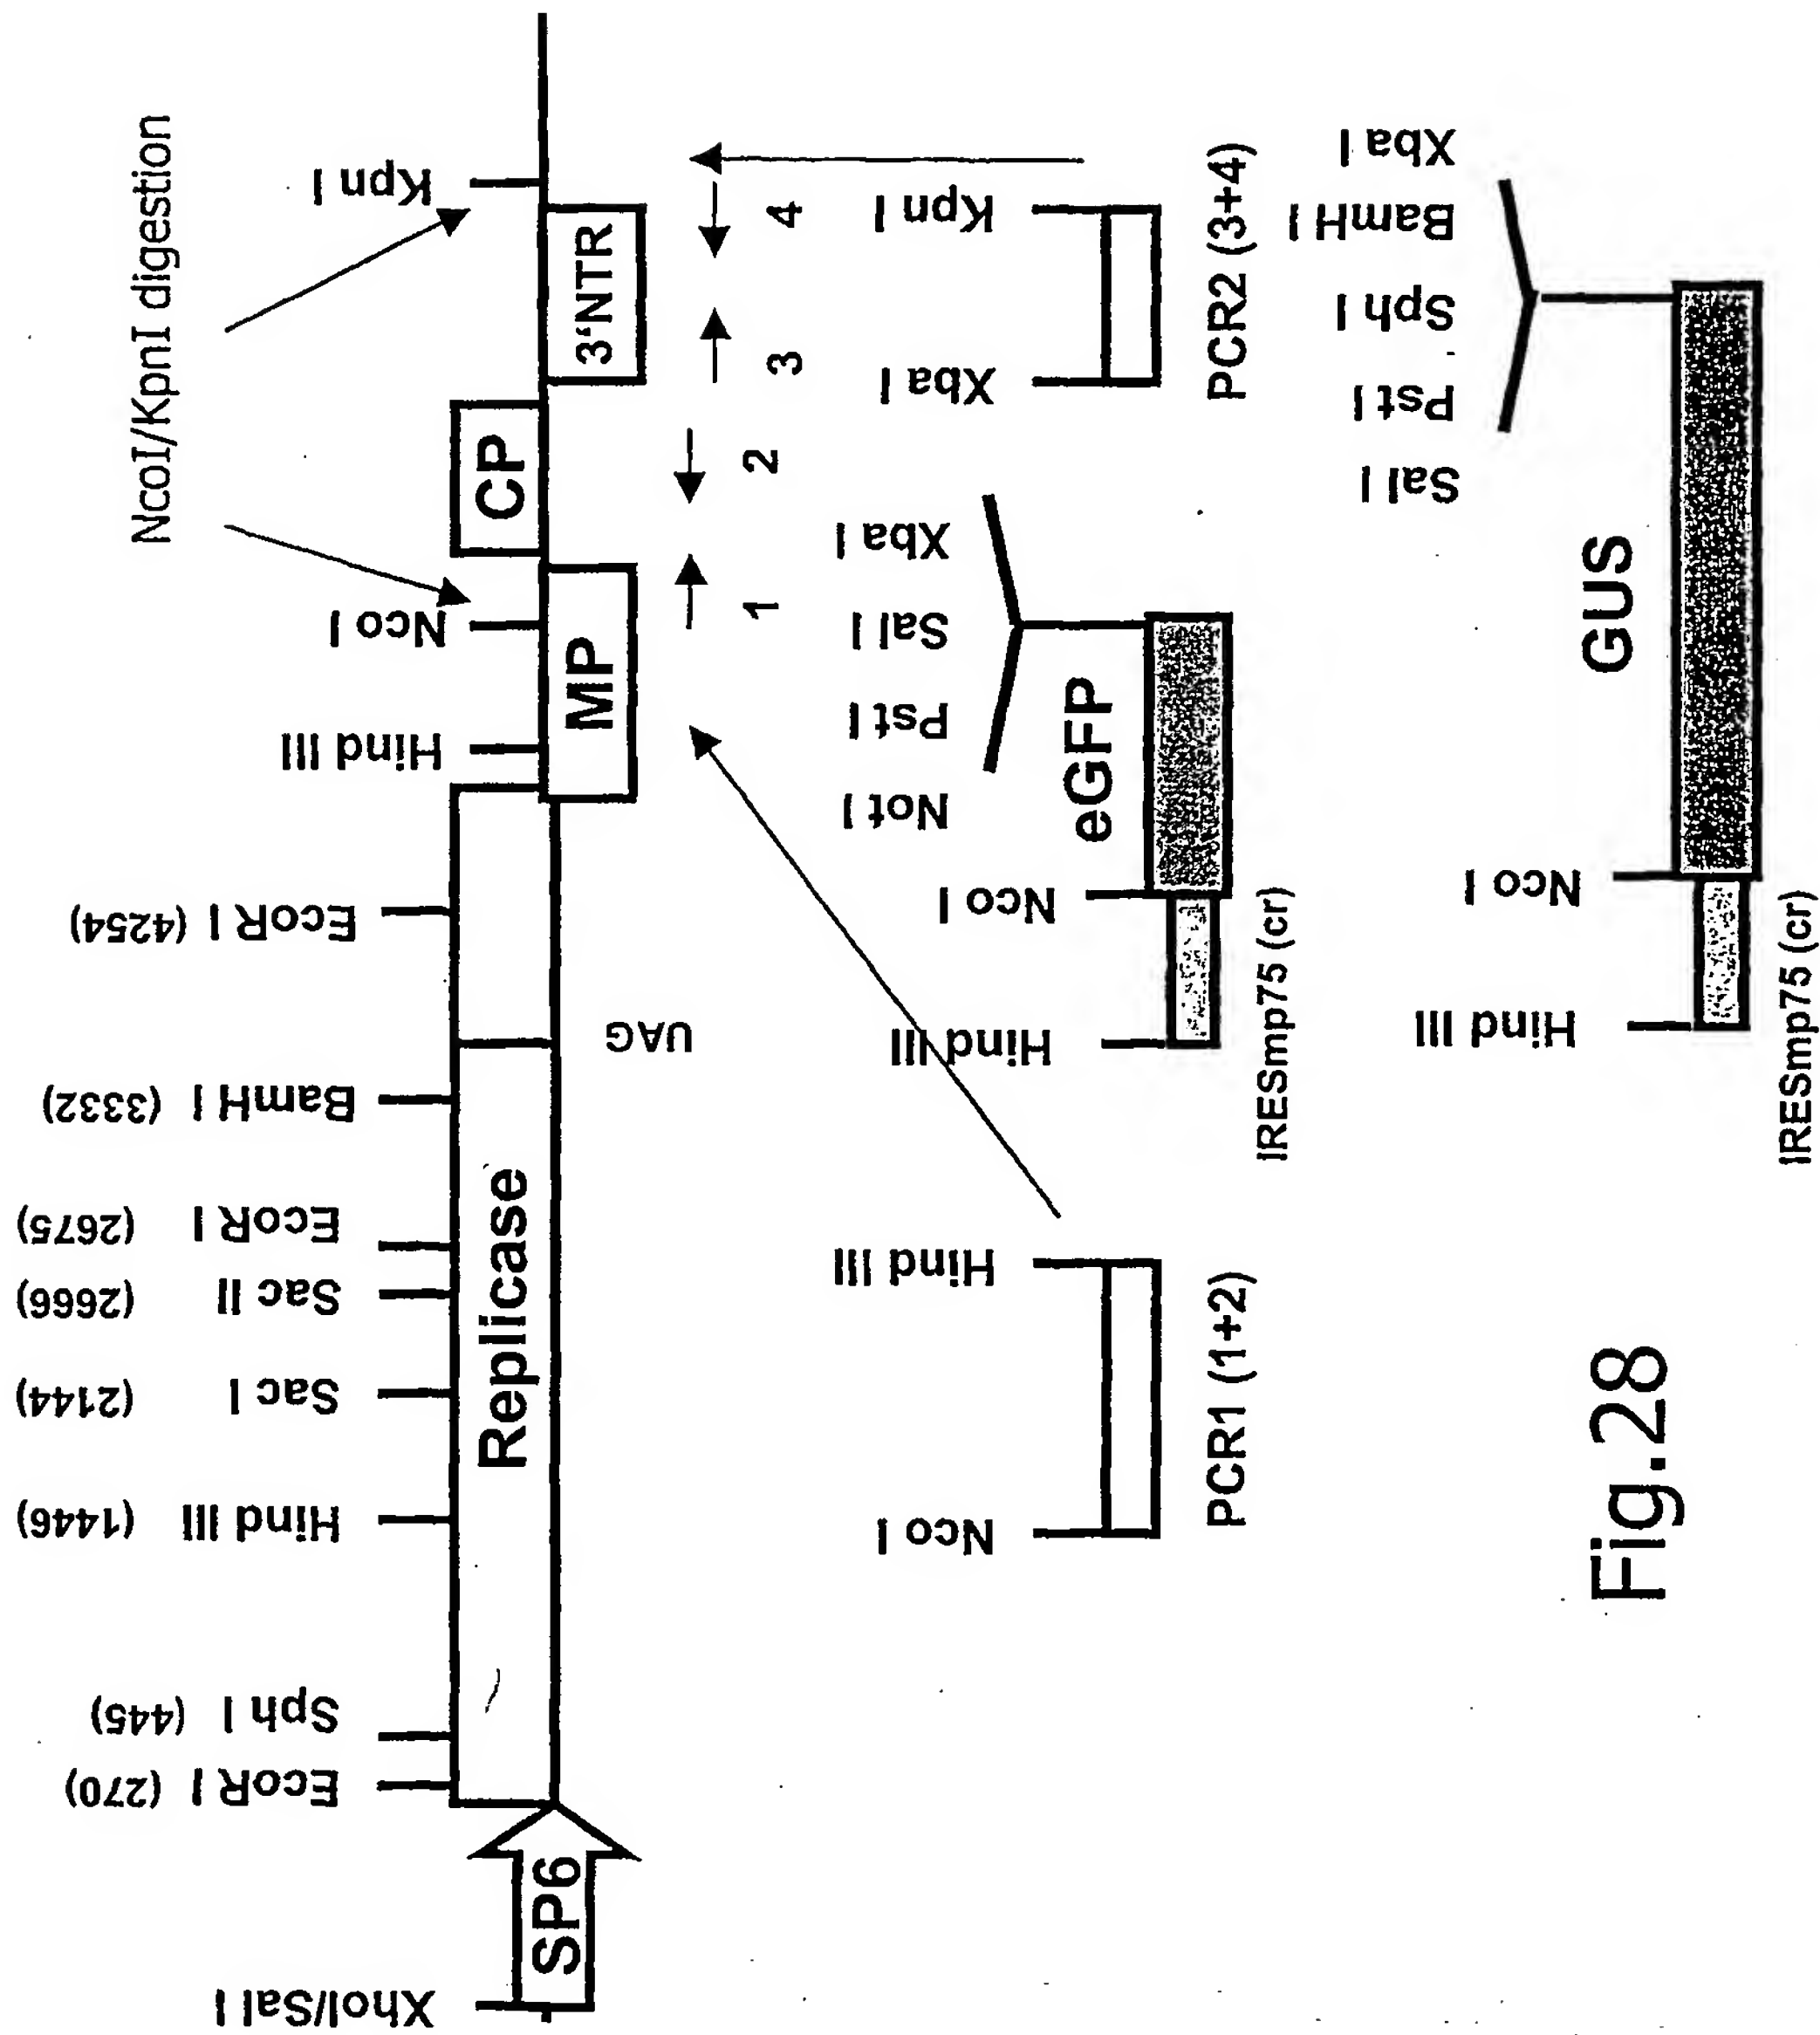 NcoI/KpnI digestion
XhoI/Sal I
EcoR I (270)
Sph I (445)
Hind III (1446)
Sac I (2144)
Sac II (2666)
EcoR I (2675)
BamH I (3332)
EcoR I (4254)
Hind III
Nco I
Kpn I
SP6
Replicase
MP
CP
3'NTR
UAG
1
2
3
4
Nco I
Hind III
PCR1 (1+2)
Hind III
Nco I
eGFP
Not I
Pst I
Sal I
Xba I
IRESmp75 (cr)
Xba I
Kpn I
PCR2 (3+4)
Hind III
Nco I
GUS
Sal I
Pst I
Sph I
BamH I
Xba I
IRESmp75 (cr)
Fig.28